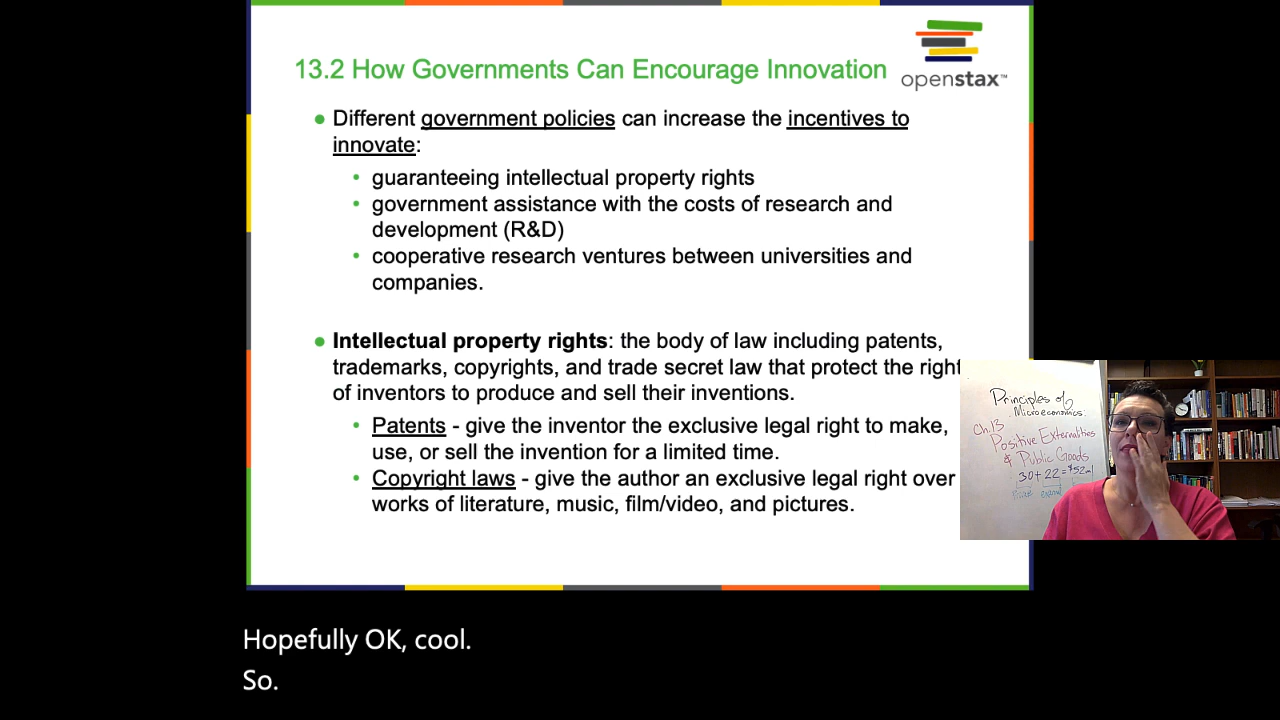 13.2 How Governments Can Encourage Innovation
openstax™
Different government policies can increase the incentives to
innovate:
guaranteeing intellectual property rights
government assistance with the costs of research and
development (R&D)
cooperative research ventures between universities and
companies.
Intellectual property rights: the body of law including patents,
trademarks, copyrights, and trade secret law that protect the right
of inventors to produce and sell their inventions.
Patents - give the inventor the exclusive legal right to make,
use, or sell the invention for a limited time.
Copyright laws - give the author an exclusive legal right over
works of literature, music, film/video, and pictures.
Principles of
Microeconomics
Ch.13
Positive Externalities
& Public Goods
30+22=$52
Hopefully OK, cool.
So.